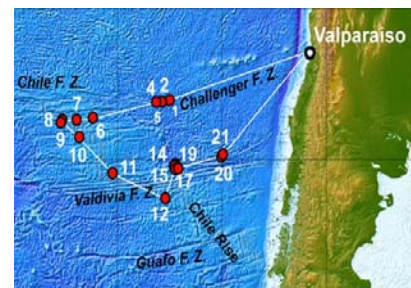 Valparaiso
4 2
Challenger F. Z.
5 1
Chile F. Z.
8 7 6
9
10
11
14 19
15 17
21
20
Valdivia F. Z.
12
Chile Rise
Guafo F. Z.